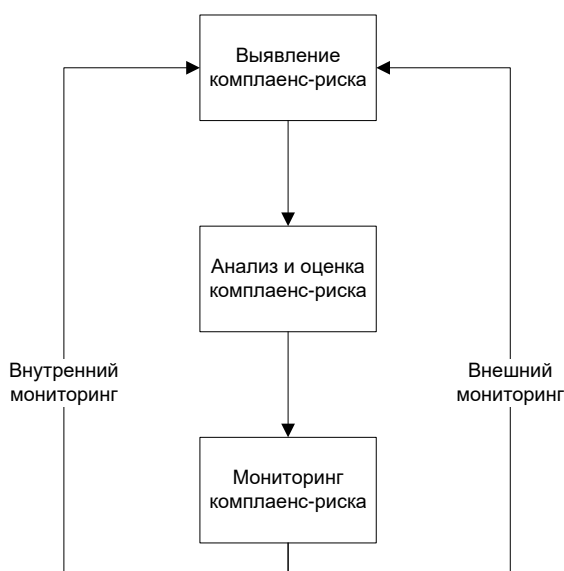 Выявление
комплаенс-риска
Анализ и оценка
комплаенс-риска
Внутренний
мониторинг
Внешний
мониторинг
Мониторинг
комплаенс-риска